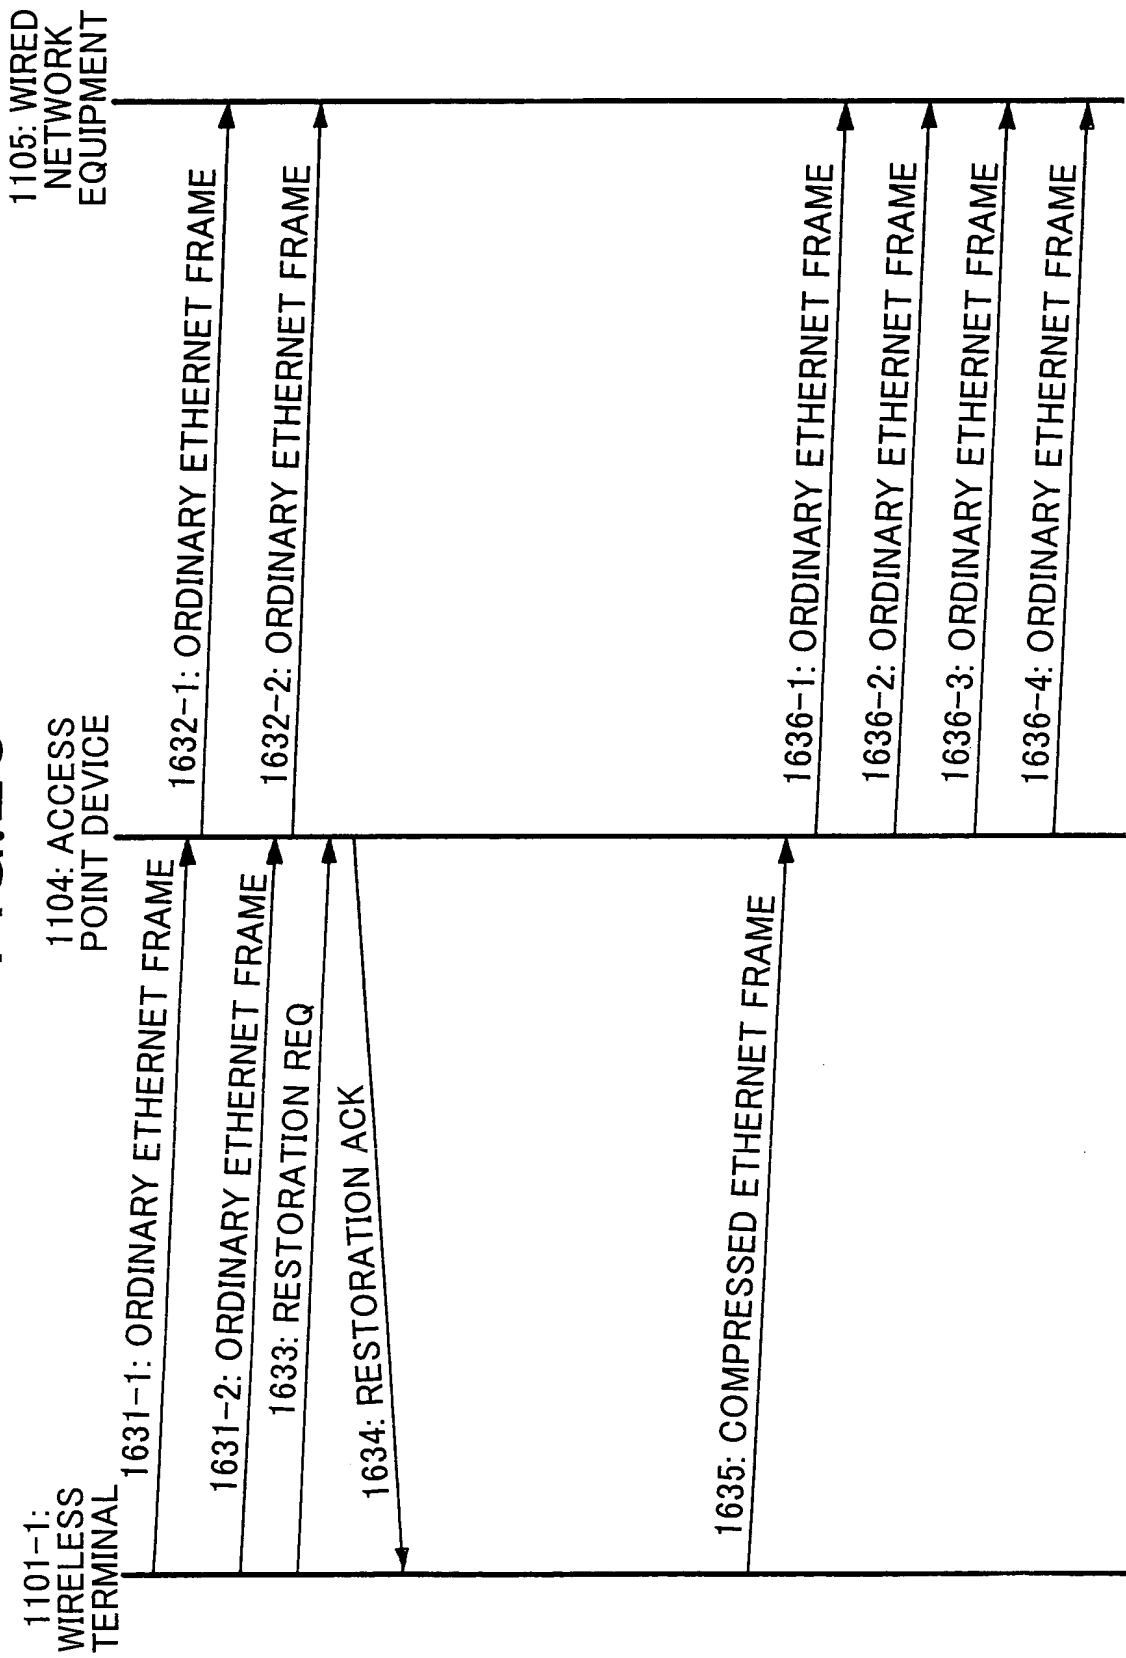 1101-1:
WIRELESS
TERMINAL
1104: ACCESS
POINT DEVICE
1105: WIRED
NETWORK
EQUIPMENT
1631-1: ORDINARY ETHERNET FRAME
1632-1: ORDINARY ETHERNET FRAME
1631-2: ORDINARY ETHERNET FRAME
1632-2: ORDINARY ETHERNET FRAME
1633: RESTORATION REQ
1634: RESTORATION ACK
1635: COMPRESSED ETHERNET FRAME
1636-1: ORDINARY ETHERNET FRAME
1636-2: ORDINARY ETHERNET FRAME
1636-3: ORDINARY ETHERNET FRAME
1636-4: ORDINARY ETHERNET FRAME